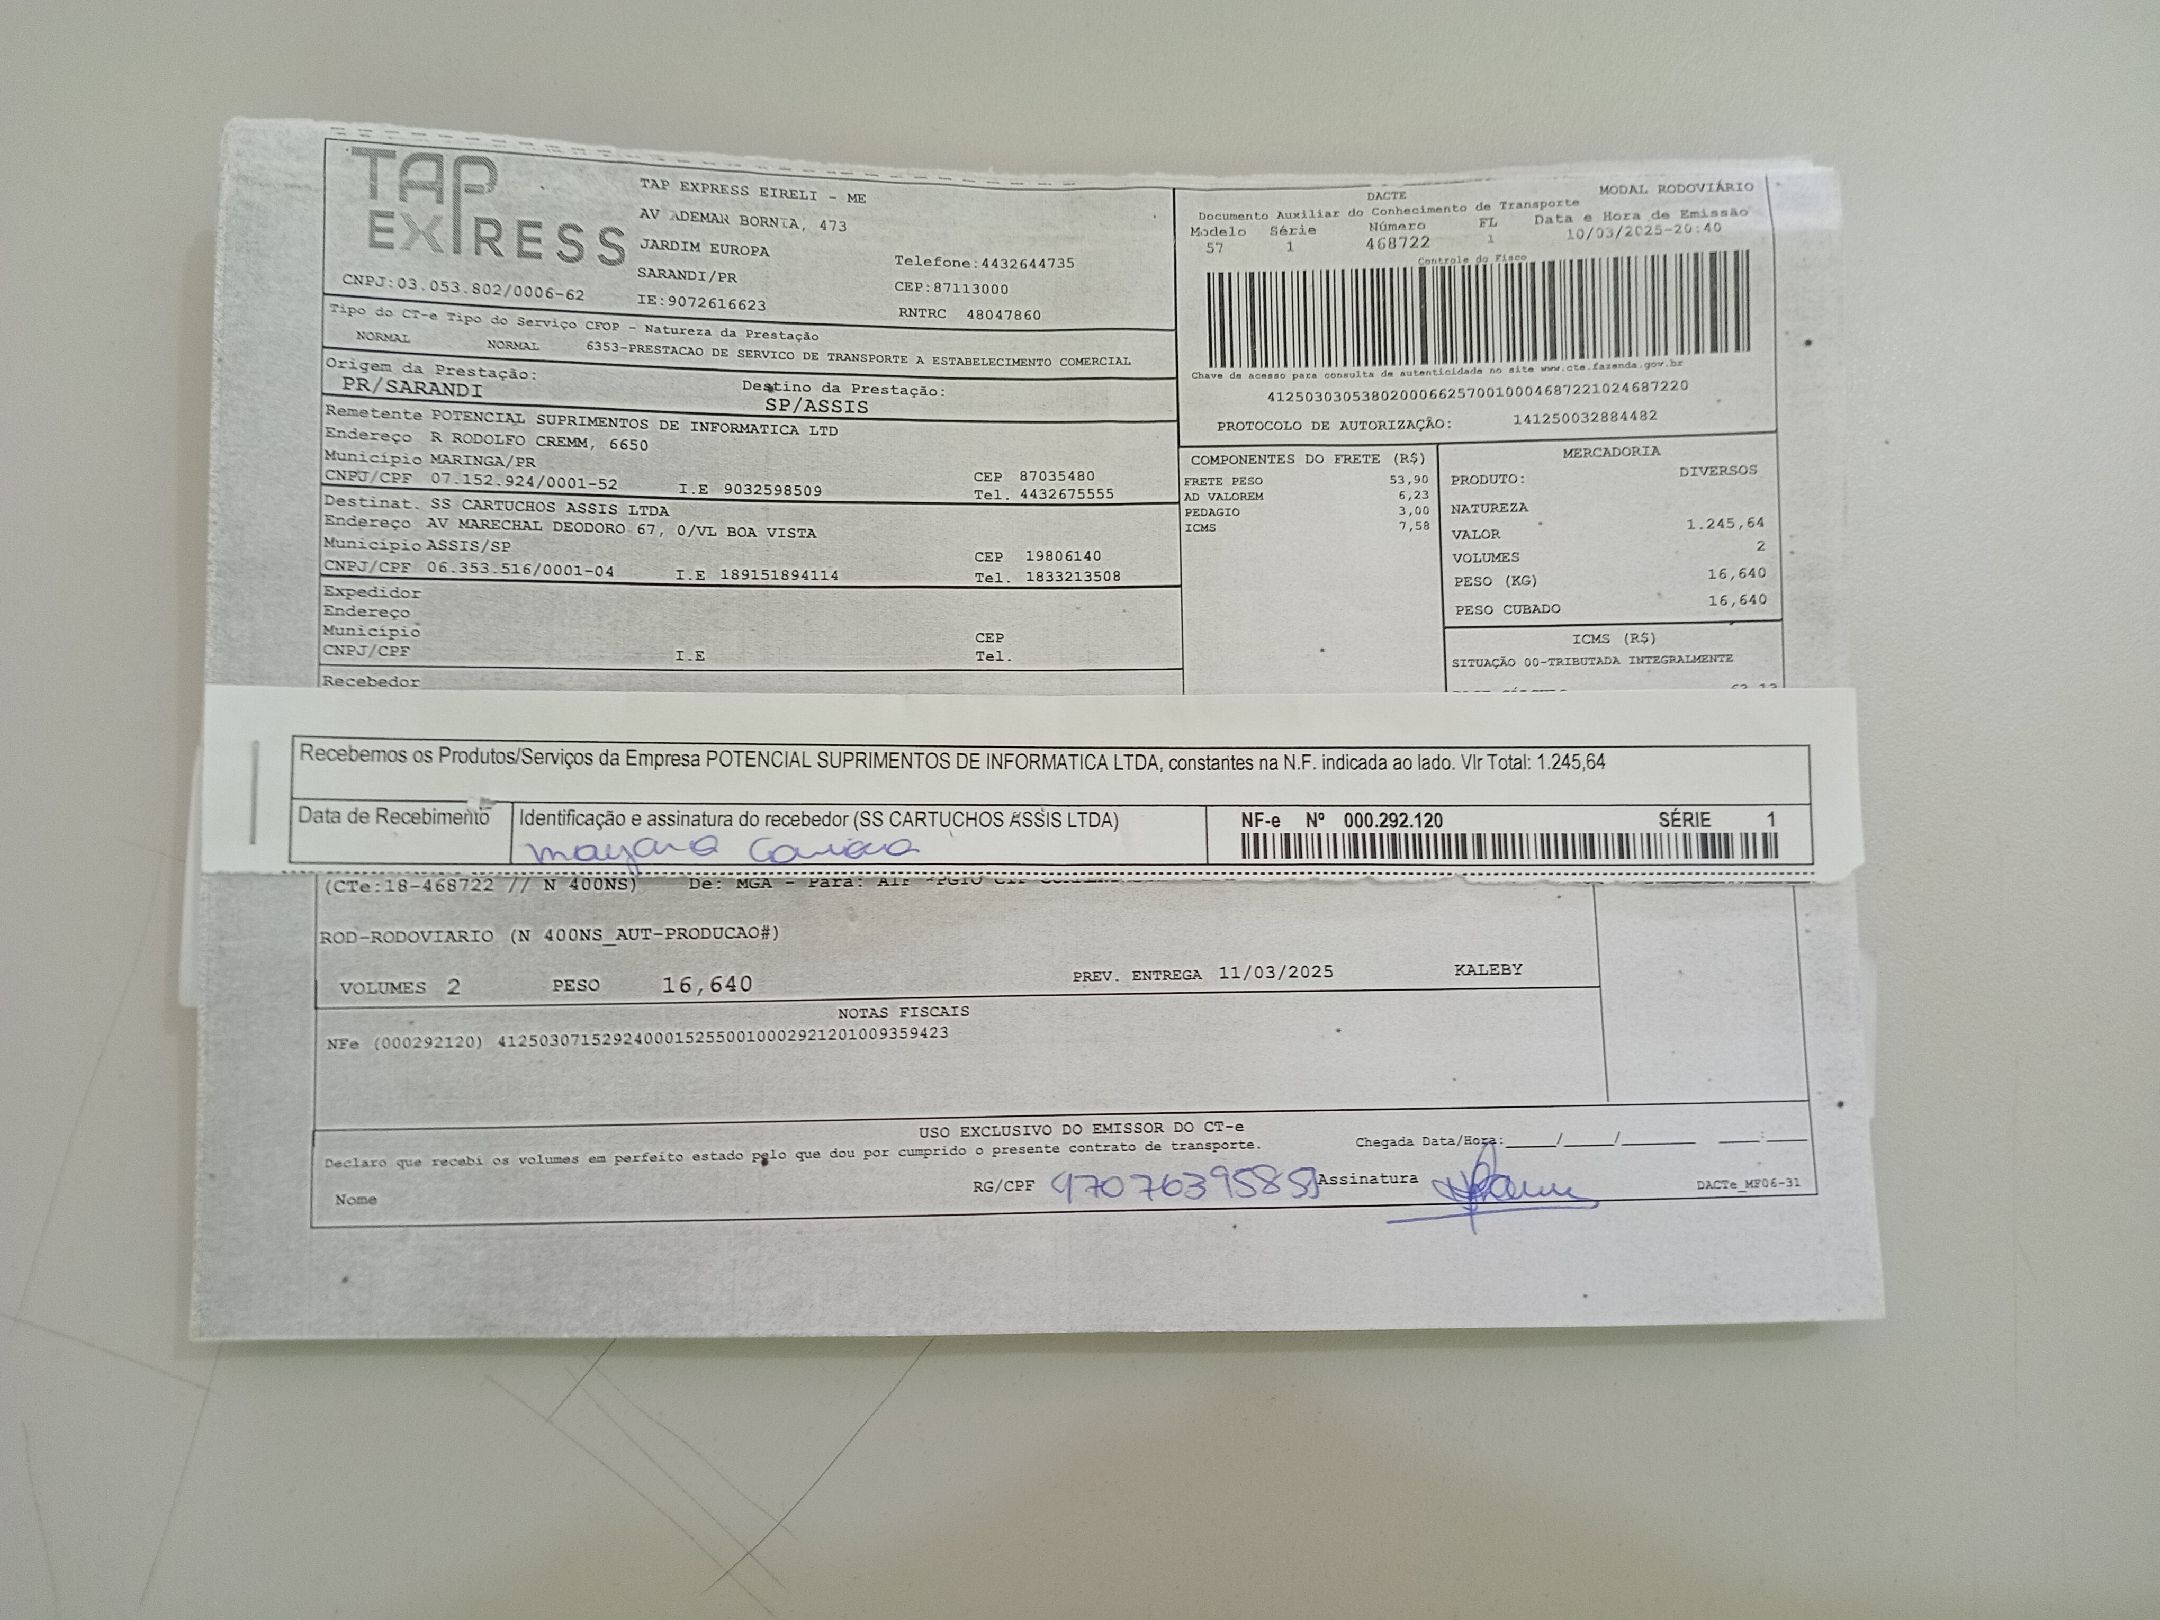 TAP
EXPRESS
CNPJ:03.053.802/0006-62
TAP EXPRESS EIRELI - ME
AV ADEMAR BORNIA, 473
JARDIM EUROPA
SARANDI/PR
IE:9072616623
Telefone:4432644735
CEP:87113000
RNTRC 48047860
DACTE
MODAL RODOVIÁRIO
Documento Auxiliar do Conhecimento de Transporte
Modelo Série Número FL Data e Hora de Emissão
57 1 468722 1 10/03/2025-20:40
Controle do Fisco
Chave de acesso para consulta de autenticidade no site www.cte.fazenda.gov.br
41250303053802000662570010004687221024687220
PROTOCOLO DE AUTORIZAÇÃO: 141250032884482
Tipo do CT-e Tipo do Serviço CFOP - Natureza da Prestação
NORMAL NORMAL 6353-PRESTACAO DE SERVICO DE TRANSPORTE A ESTABELECIMENTO COMERCIAL
Origem da Prestação: Destino da Prestação:
PR/SARANDI SP/ASSIS
Remetente POTENCIAL SUPRIMENTOS DE INFORMATICA LTD
Endereço R RODOLFO CREMM, 6650
Município MARINGA/PR CEP 87035480
CNPJ/CPF 07.152.924/0001-52 I.E 9032598509 Tel. 4432675555
Destinat. SS CARTUCHOS ASSIS LTDA
Endereço AV MARECHAL DEODORO 67, 0/VL BOA VISTA
Município ASSIS/SP CEP 19806140
CNPJ/CPF 06.353.516/0001-04 I.E 189151894114 Tel. 1833213508
Expedidor
Endereço
Município CEP
CNPJ/CPF I.E Tel.
Recebedor
COMPONENTES DO FRETE (R$)
FRETE PESO 53,90
AD VALOREM 6,23
PEDAGIO 3,00
ICMS 7,58
MERCADORIA
PRODUTO: DIVERSOS
NATUREZA
VALOR 1.245,64
VOLUMES 2
PESO (KG) 16,640
PESO CUBADO 16,640
ICMS (R$)
SITUAÇÃO 00-TRIBUTADA INTEGRALMENTE
Recebemos os Produtos/Serviços da Empresa POTENCIAL SUPRIMENTOS DE INFORMATICA LTDA, constantes na N.F. indicada ao lado. Vlr Total: 1.245,64
Data de Recebimento Identificação e assinatura do recebedor (SS CARTUCHOS ASSIS LTDA) NF-e Nº 000.292.120 SÉRIE 1
(CTe:18-468722 // N 400NS) De: MGA - Para:
ROD-RODOVIARIO (N 400NS_AUT-PRODUCAO#)
VOLUMES 2 PESO 16,640 PREV. ENTREGA 11/03/2025 KALEBY
NOTAS FISCAIS
NFe (000292120) 41250307152924000152550010002921201009359423
USO EXCLUSIVO DO EMISSOR DO CT-e
Declaro que recebi os volumes em perfeito estado pelo que dou por cumprido o presente contrato de transporte. Chegada Data/Hora:____/____/______ ___:___
Nome RG/CPF 47076395859 Assinatura DACTe_MF06-31